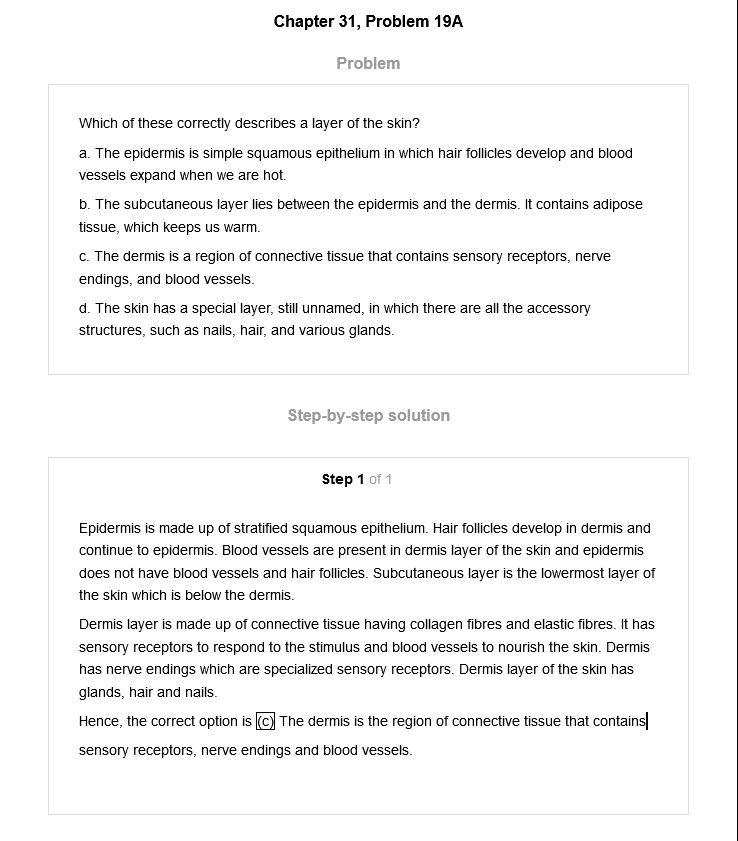 Chapter 31, Problem 19A
Problem
Which of these correctly describes a layer of the skin?
a. The epidermis is simple squamous epithelium in which hair follicles develop and blood
vessels expand when we are hot.
b. The subcutaneous layer lies between the epidermis and the dermis. It contains adipose
tissue, which keeps us warm.
c. The dermis is a region of connective tissue that contains sensory receptors, nerve
endings, and blood vessels.
d. The skin has a special layer, still unnamed, in which there are all the accessory
structures, such as nails, hair, and various glands.
Step-by-step solution
Step 1 of 1
Epidermis is made up of stratified squamous epithelium. Hair follicles develop in dermis and
continue to epidermis. Blood vessels are present in dermis layer of the skin and epidermis
does not have blood vessels and hair follicles. Subcutaneous layer is the lowermost layer of
the skin which is below the dermis.
Dermis layer is made up of connective tissue having collagen fibres and elastic fibres. It has
sensory receptors to respond to the stimulus and blood vessels to nourish the skin. Dermis
has nerve endings which are specialized sensory receptors. Dermis layer of the skin has
glands, hair and nails.
Hence, the correct option is (c) The dermis is the region of connective tissue that contains
sensory receptors, nerve endings and blood vessels.